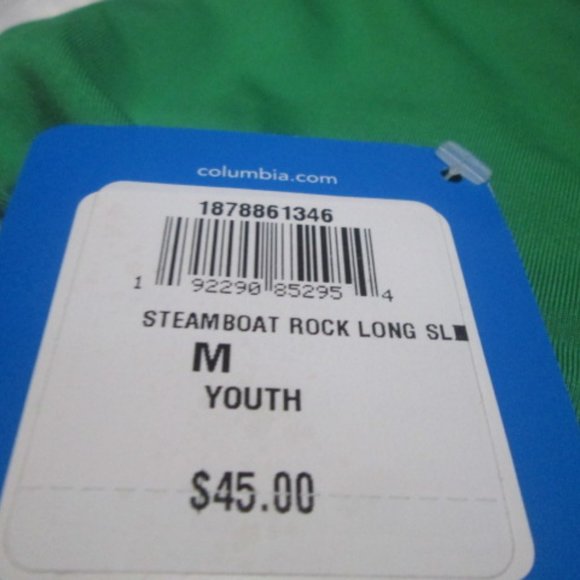 columbia.com
1878861346
1 92290 85295 4
STEAMBOAT ROCK LONG SL
M
YOUTH
$45.00